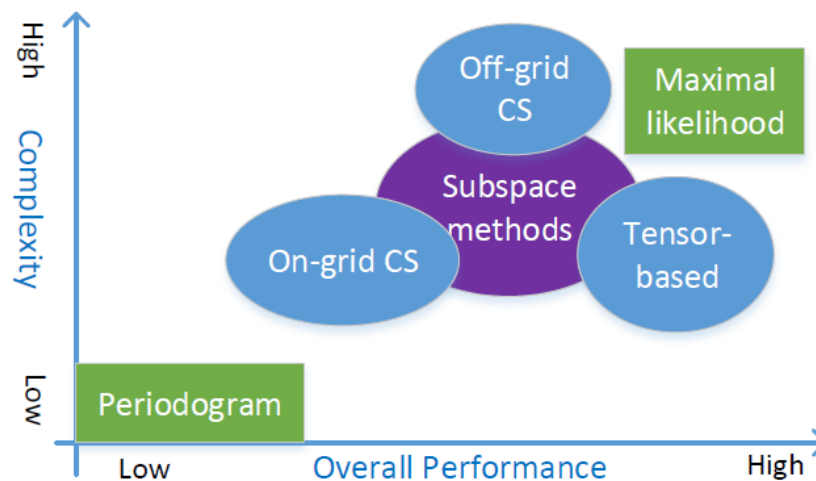 High
Complexity
Low
Off-grid
CS
Maximal
likelihood
Subspace
methods
On-grid CS
Tensor-
based
Periodogram
Low
Overall Performance
High